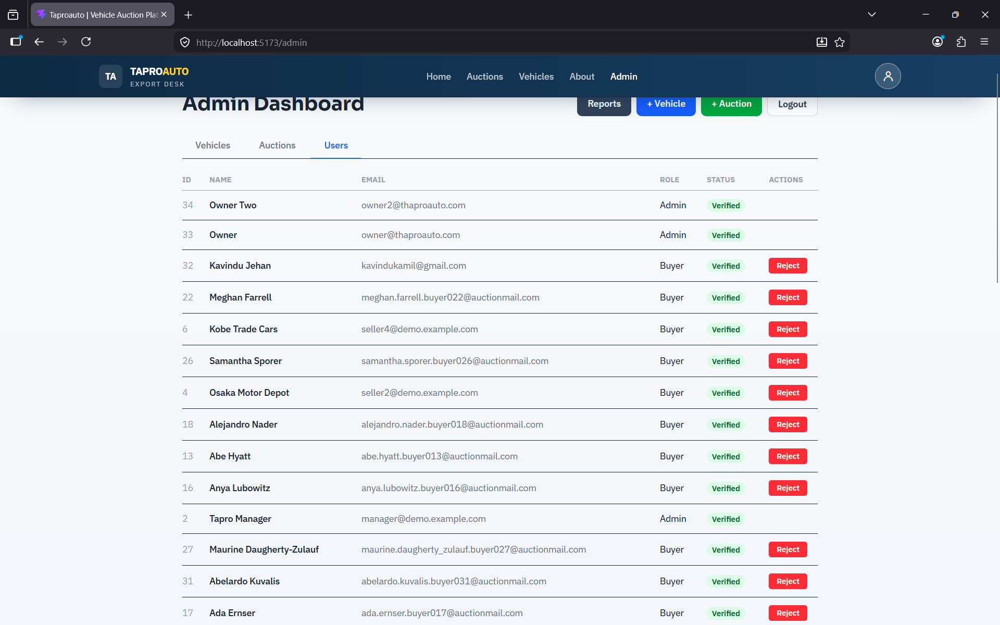 Taproauto | Vehicle Auction Plat
http://localhost:5173/admin
TA
TAPROAUTO
EXPORT DESK
Home Auctions Vehicles About Admin
Admin Dashboard
Reports + Vehicle + Auction Logout
Vehicles Auctions Users
ID NAME EMAIL ROLE STATUS ACTIONS
34 Owner Two owner2@thaproauto.com Admin Verified
33 Owner owner@thaproauto.com Admin Verified
32 Kavindu Jehan kavindukamil@gmail.com Buyer Verified Reject
22 Meghan Farrell meghan.farrell.buyer022@auctionmail.com Buyer Verified Reject
6 Kobe Trade Cars seller4@demo.example.com Buyer Verified Reject
26 Samantha Sporer samantha.sporer.buyer026@auctionmail.com Buyer Verified Reject
4 Osaka Motor Depot seller2@demo.example.com Buyer Verified Reject
18 Alejandro Nader alejandro.nader.buyer018@auctionmail.com Buyer Verified Reject
13 Abe Hyatt abe.hyatt.buyer013@auctionmail.com Buyer Verified Reject
16 Anya Lubowitz anya.lubowitz.buyer016@auctionmail.com Buyer Verified Reject
2 Tapro Manager manager@demo.example.com Admin Verified
27 Maurine Daugherty-Zulauf maurine.daugherty_zulauf.buyer027@auctionmail.com Buyer Verified Reject
31 Abelardo Kuvalis abelardo.kuvalis.buyer031@auctionmail.com Buyer Verified Reject
17 Ada Ernser ada.ernser.buyer017@auctionmail.com Buyer Verified Reject